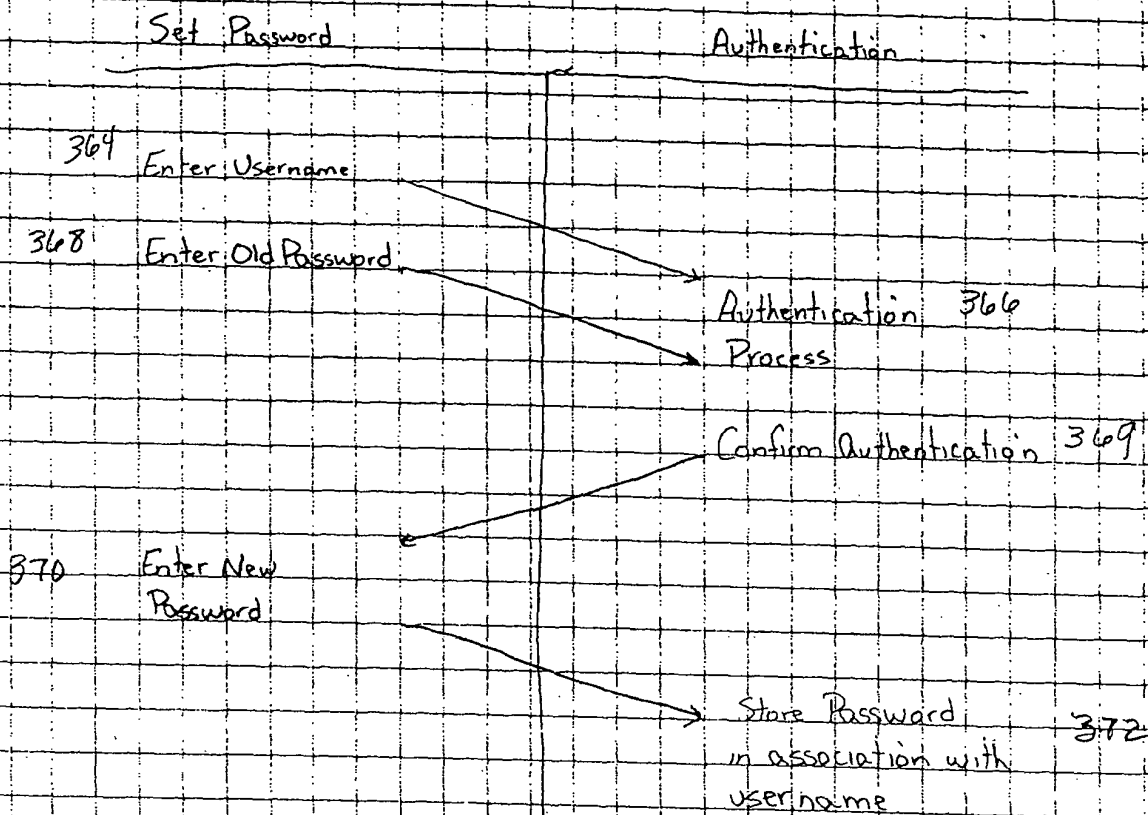 Set Password
Authentication
364 Enter Username
368 Enter Old Password
Authentication 366
Process
Confirm Authentication 369
370 Enter New
Password
Store Password 372
in association with
username